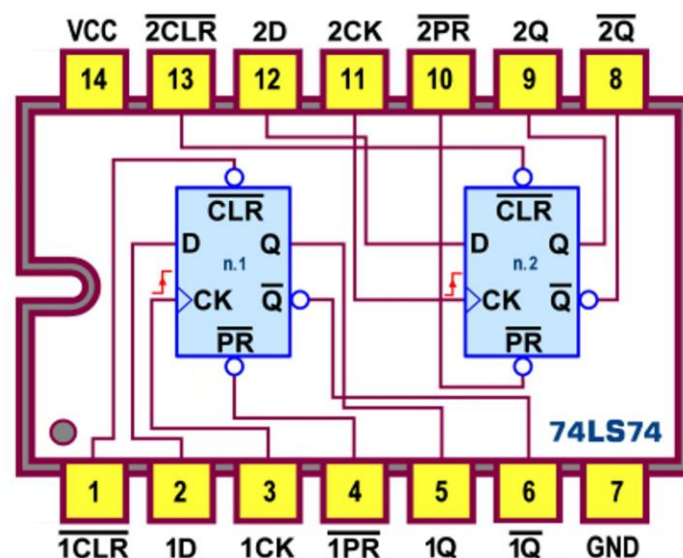 VCC 2CLR 2D 2CK 2PR 2Q 2Q
14 13 12 11 10 9 8
CLR CLR
D Q D Q
n.1 n.2
CK Q CK Q
PR PR
74LS74
1 2 3 4 5 6 7
1CLR 1D 1CK 1PR 1Q 1Q GND